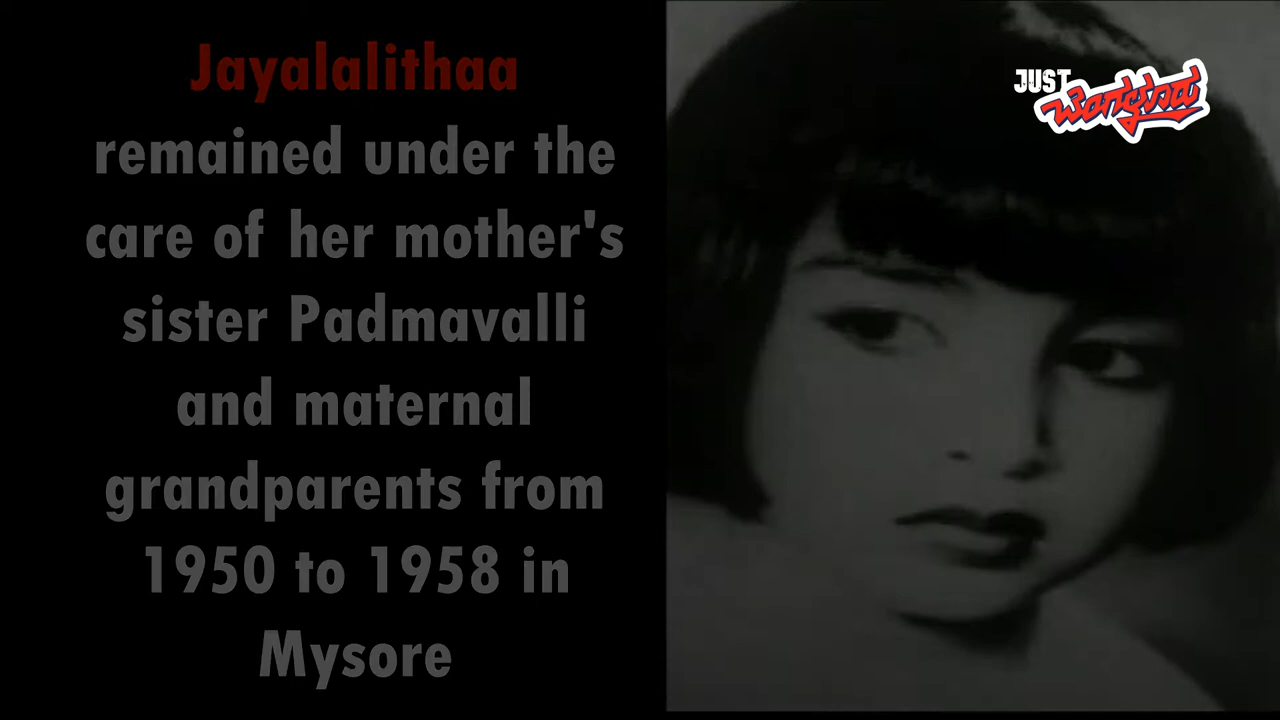 Jayalalithaa
remained under the
care of her mother's
sister Padmavalli
and maternal
grandparents from
1950 to 1958 in
Mysore
JUST